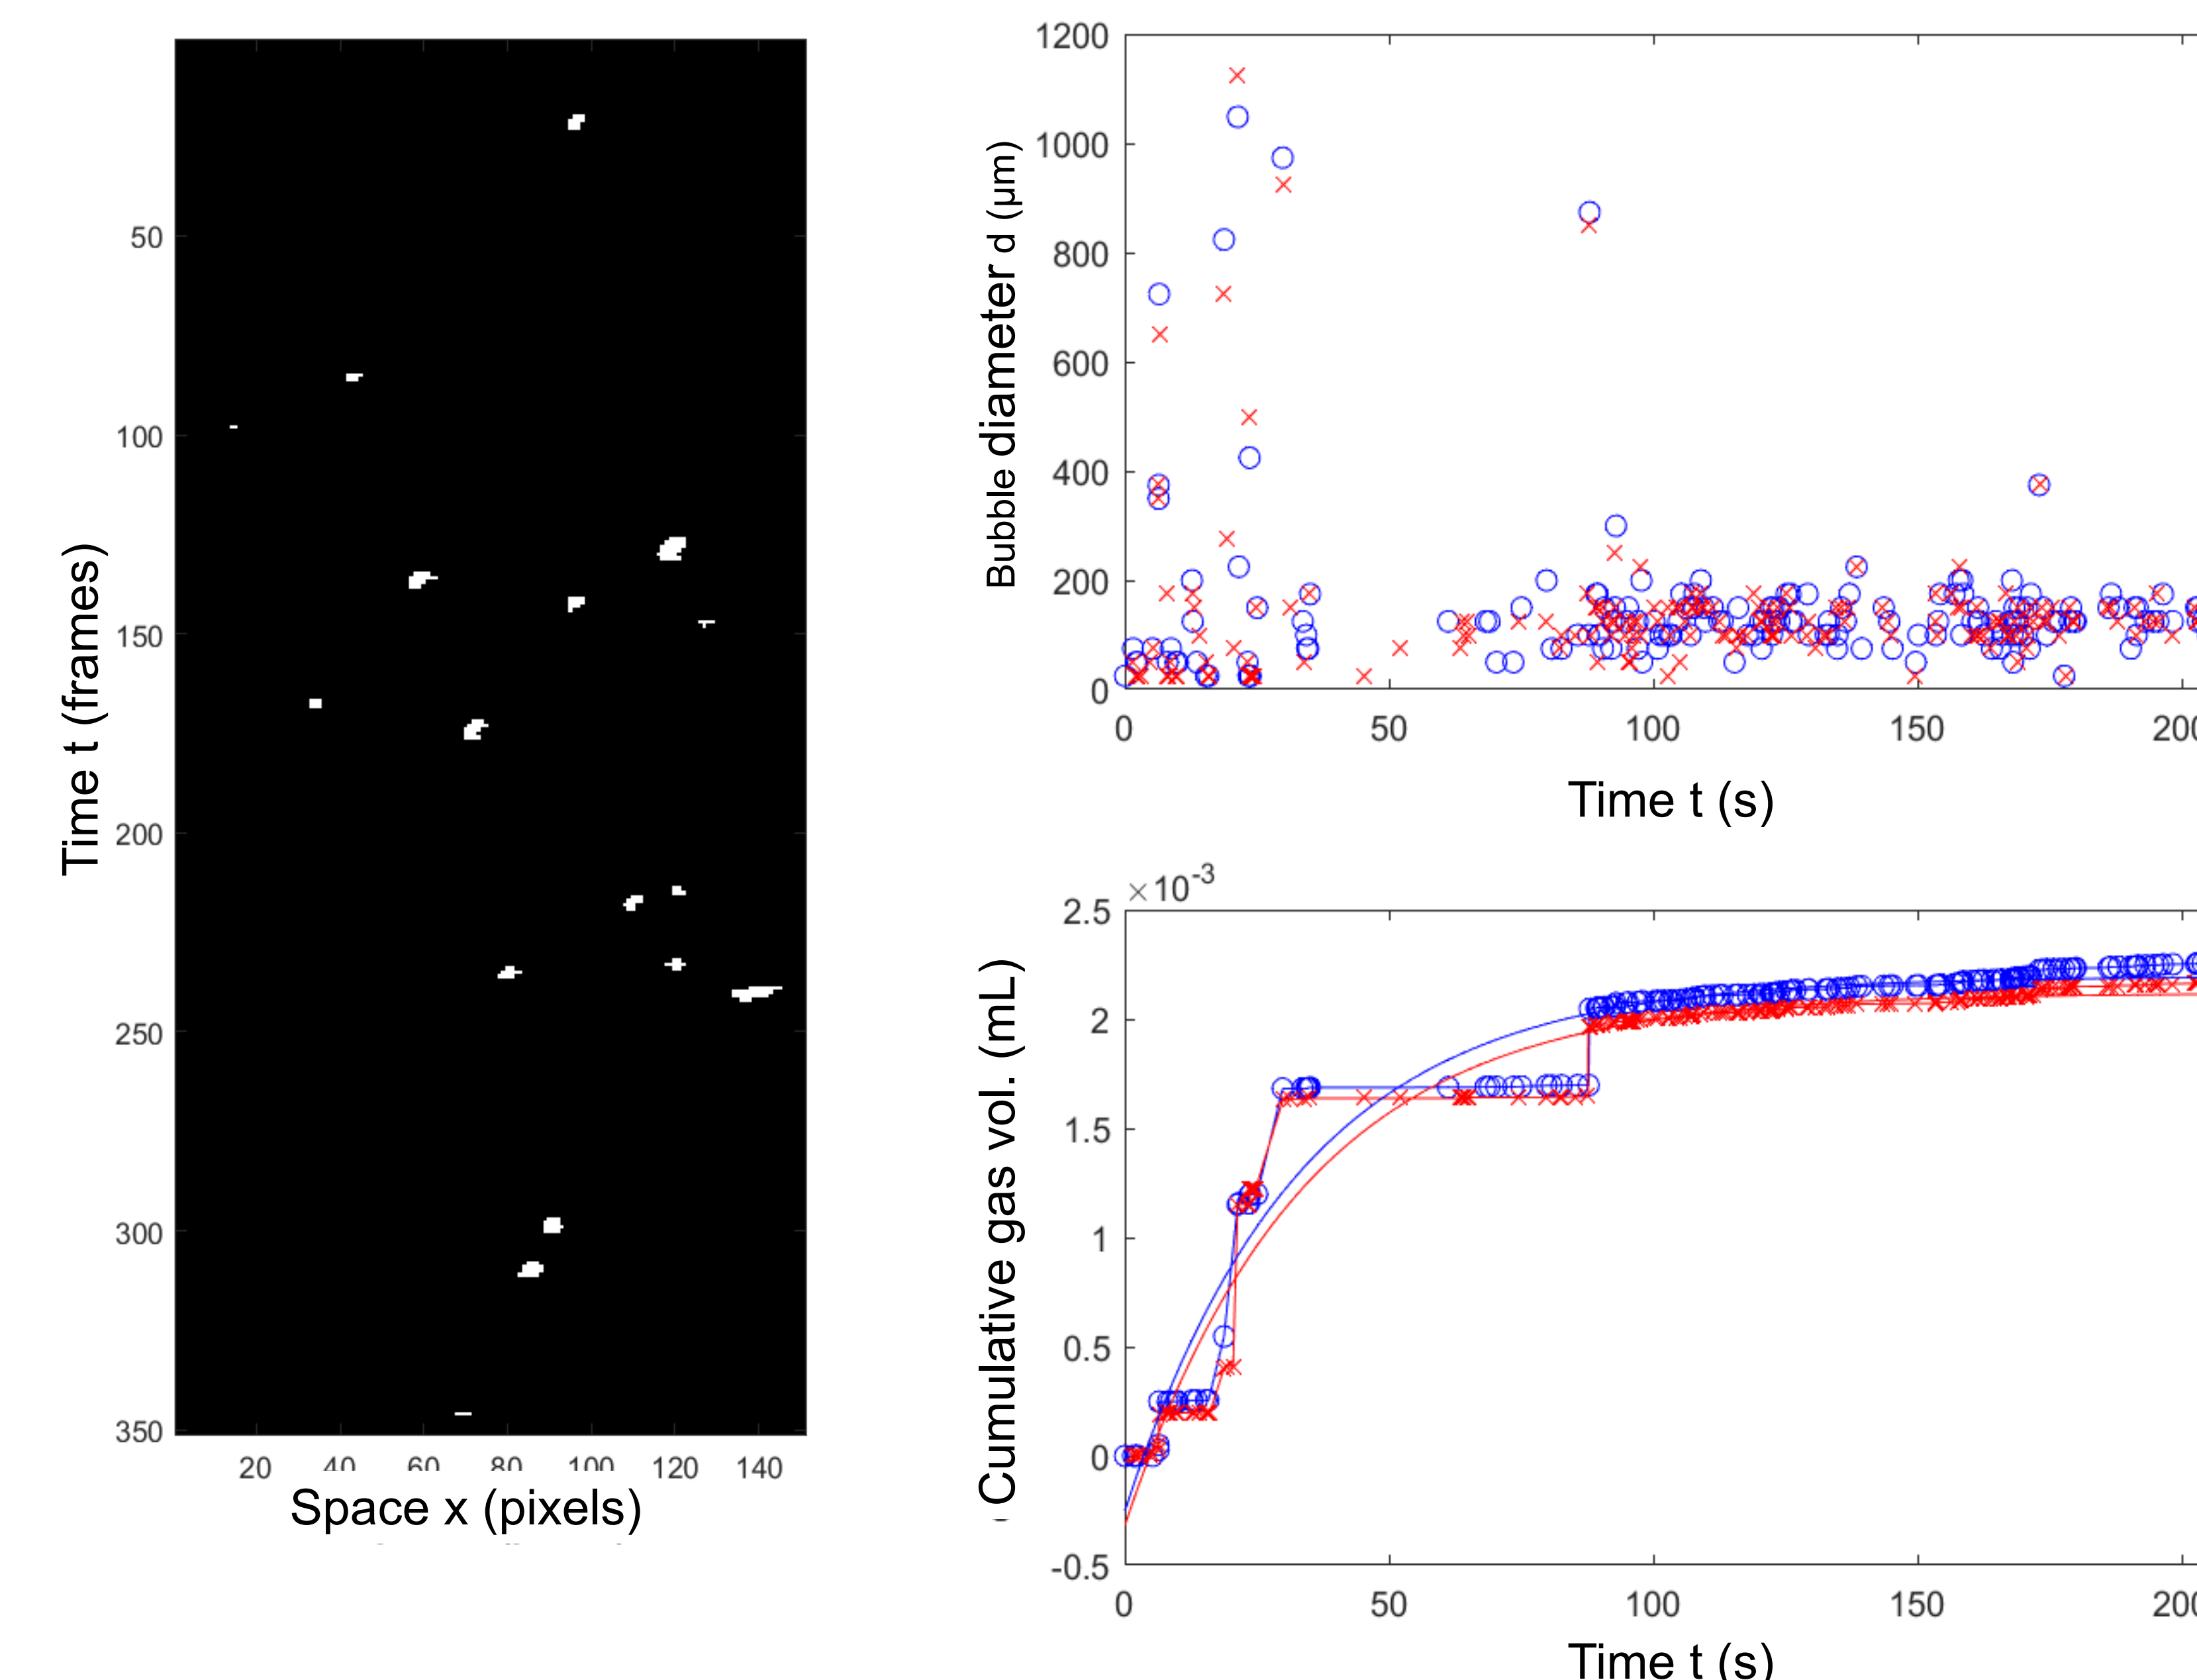 Time t (frames)
50
100
150
200
250
300
350
20 40 60 80 100 120 140
Space x (pixels)
Bubble diameter d (μm)
1200
1000
800
600
400
200
0
0 50 100 150 200
Time t (s)
Cumulative gas vol. (mL)
×10-3
2.5
2
1.5
1
0.5
0
-0.5
0 50 100 150 200
Time t (s)